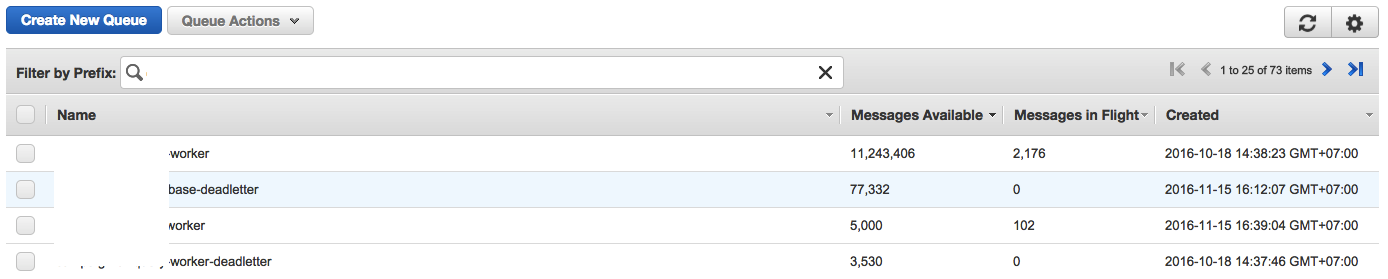 Create New Queue Queue Actions
Filter by Prefix: 1 to 25 of 73 items
Name Messages Available Messages in Flight Created
-worker 11,243,406 2,176 2016-10-18 14:38:23 GMT+07:00
base-deadletter 77,332 0 2016-11-15 16:12:07 GMT+07:00
worker 5,000 102 2016-11-15 16:39:04 GMT+07:00
-worker-deadletter 3,530 0 2016-10-18 14:37:46 GMT+07:00